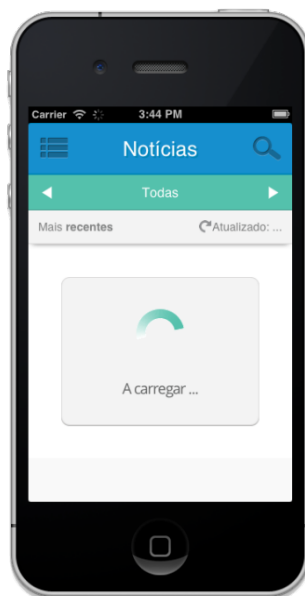 Carrier 3:44 PM
Notícias
Todas
Mais recentes Atualizado: ...
A carregar ...